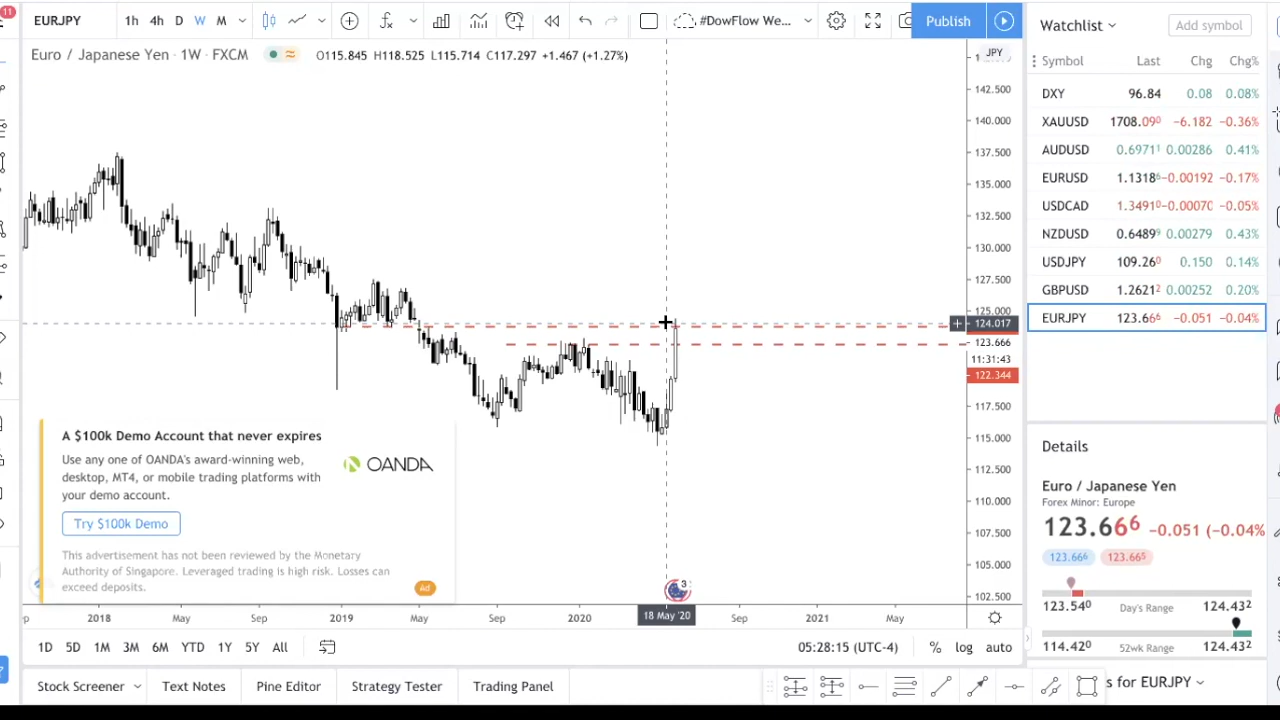 11
EURJPY 1h 4h D W M #DowFlow We... Publish
Euro / Japanese Yen · 1W · FXCM O115.845 H118.525 L115.714 C117.297 +1.467 (+1.27%)
JPY
142.500
140.000
137.500
135.000
132.500
130.000
127.500
125.000
124.017
123.666
11:31:43
122.344
117.500
115.000
112.500
110.000
107.500
105.000
102.500
A $100k Demo Account that never expires
Use any one of OANDA's award-winning web,
desktop, MT4, or mobile trading platforms with
your demo account.
OANDA
Try $100k Demo
This advertisement has not been reviewed by the Monetary
Authority of Singapore. Leveraged trading is high risk. Losses can
exceed deposits.
Ad
3
2018 May Sep 2019 May Sep 2020 18 May '20 Sep 2021 May
1D 5D 1M 3M 6M YTD 1Y 5Y All 05:28:15 (UTC-4) % log auto
Stock Screener Text Notes Pine Editor Strategy Tester Trading Panel
Watchlist Add symbol
Symbol Last Chg Chg%
DXY 96.84 0.08 0.08%
XAUUSD 1708.090 −6.182 −0.36%
AUDUSD 0.69711 0.00286 0.41%
EURUSD 1.13186 −0.00192 −0.17%
USDCAD 1.34910 −0.00070 −0.05%
NZDUSD 0.64899 0.00279 0.43%
USDJPY 109.260 0.150 0.14%
GBPUSD 1.26212 0.00252 0.20%
EURJPY 123.666 −0.051 −0.04%
Details
Euro / Japanese Yen
Forex Minor: Europe
123.666 −0.051 (−0.04%
123.666 123.665
123.540 Day's Range 124.432
114.420 52wk Range 124.432
s for EURJPY